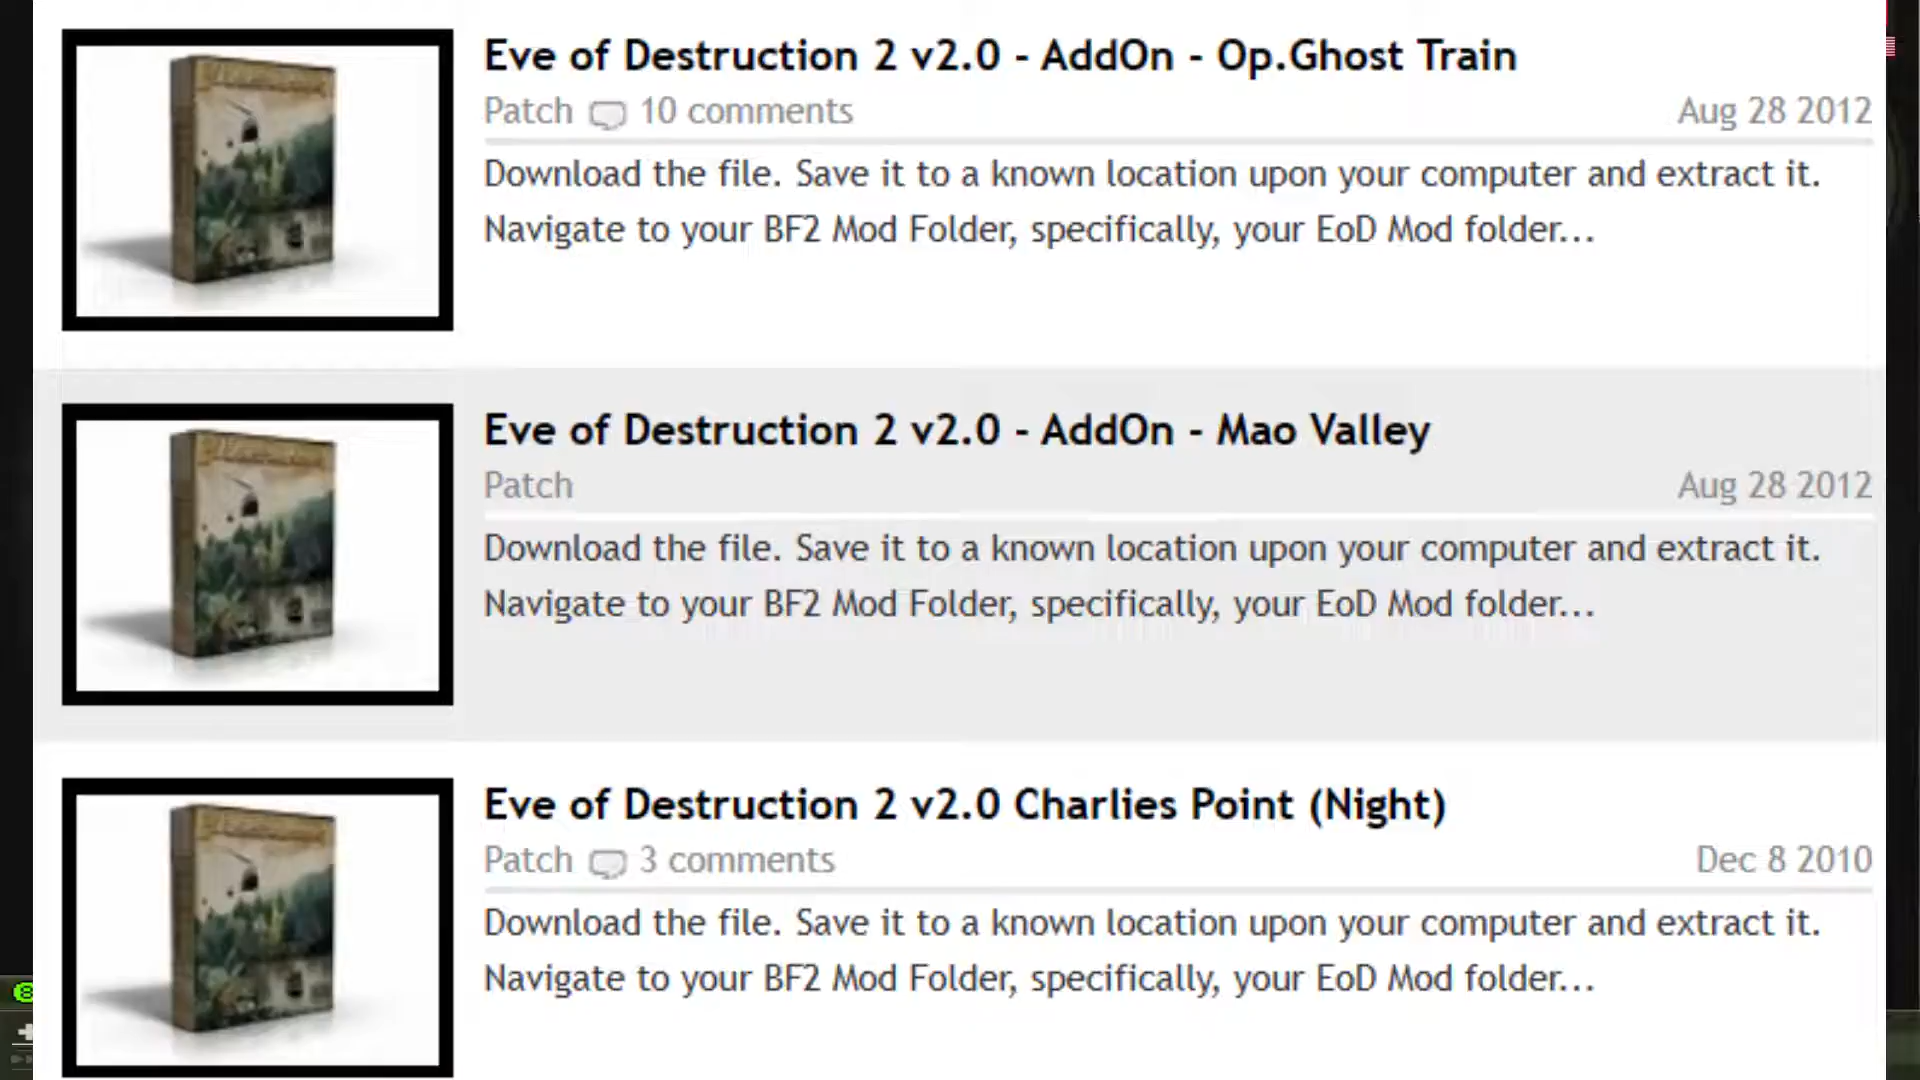 Eve of Destruction 2 v2.0 - AddOn - Op.Ghost Train
Patch 10 comments Aug 28 2012
Download the file. Save it to a known location upon your computer and extract it.
Navigate to your BF2 Mod Folder, specifically, your EoD Mod folder...
Eve of Destruction 2 v2.0 - AddOn - Mao Valley
Patch Aug 28 2012
Download the file. Save it to a known location upon your computer and extract it.
Navigate to your BF2 Mod Folder, specifically, your EoD Mod folder...
Eve of Destruction 2 v2.0 Charlies Point (Night)
Patch 3 comments Dec 8 2010
Download the file. Save it to a known location upon your computer and extract it.
Navigate to your BF2 Mod Folder, specifically, your EoD Mod folder...